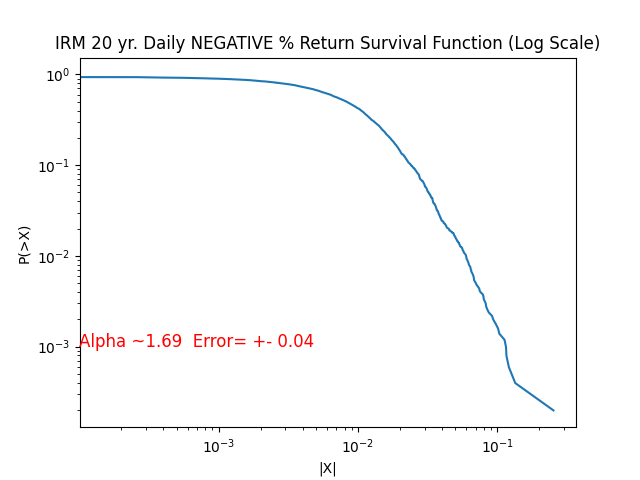 IRM 20 yr. Daily NEGATIVE % Return Survival Function (Log Scale)
10⁰
10⁻¹
10⁻²
10⁻³
P(>X)
Alpha ~1.69  Error= +- 0.04
10⁻³ 10⁻² 10⁻¹
|X|